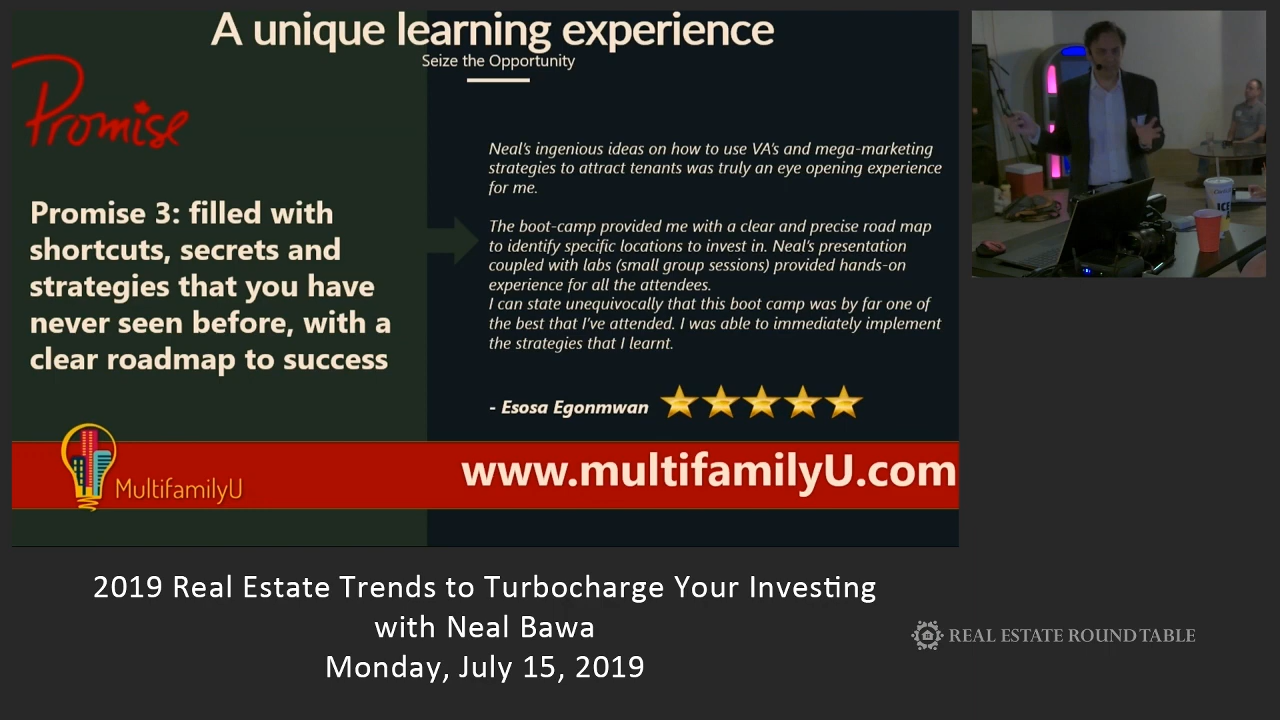 A unique learning experience
Seize the Opportunity
Promise
Promise 3: filled with
shortcuts, secrets and
strategies that you have
never seen before, with a
clear roadmap to success
Neal's ingenious ideas on how to use VA's and mega-marketing
strategies to attract tenants was truly an eye opening experience
for me.
The boot-camp provided me with a clear and precise road map
to identify specific locations to invest in. Neal's presentation
coupled with labs (small group sessions) provided hands-on
experience for all the attendees.
I can state unequivocally that this boot camp was by far one of
the best that I've attended. I was able to immediately implement
the strategies that I learnt.
- Esosa Egonmwan
MultifamilyU
www.multifamilyU.com
2019 Real Estate Trends to Turbocharge Your Investing
with Neal Bawa
Monday, July 15, 2019
REAL ESTATE ROUND TABLE